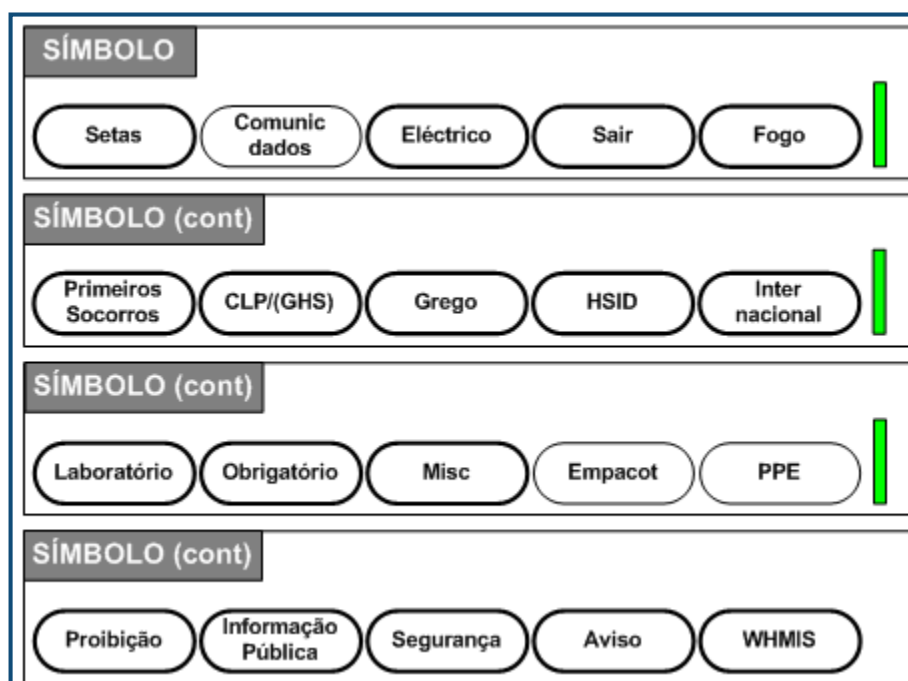 SÍMBOLO
Setas
Comunic
dados
Eléctrico
Sair
Fogo
SÍMBOLO (cont)
Primeiros
Socorros
CLP/(GHS)
Grego
HSID
Inter
nacional
SÍMBOLO (cont)
Laboratório
Obrigatório
Misc
Empacot
PPE
SÍMBOLO (cont)
Proibição
Informação
Pública
Segurança
Aviso
WHMIS